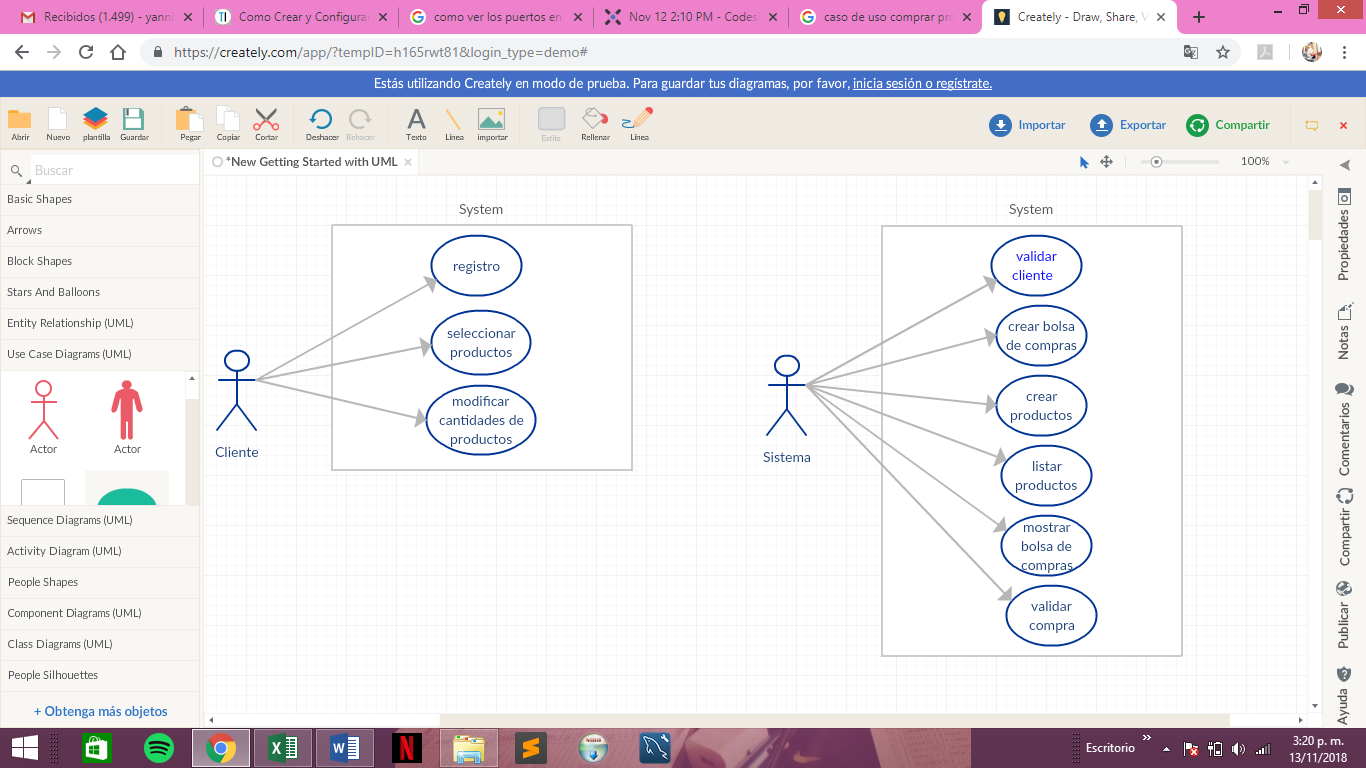 Recibidos (1.499) - yann
Como Crear y Configura
como ver los puertos en
Nov 12 2:10 PM - Codes
caso de uso comprar pr
Creately - Draw, Share, V
https://creately.com/app/?tempID=h165rwt81&login_type=demo#
Estás utilizando Creately en modo de prueba. Para guardar tus diagramas, por favor, inicia sesión o regístrate.
Abrir
Nuevo
plantilla
Guardar
Pegar
Copiar
Cortar
Deshacer
Rehacer
Texto
Línea
importar
Estilo
Rellenar
Línea
Importar
Exportar
Compartir
Buscar
*New Getting Started with UML
100%
Basic Shapes
Arrows
Block Shapes
Stars And Balloons
Entity Relationship (UML)
Use Case Diagrams (UML)
Actor
Actor
Sequence Diagrams (UML)
Activity Diagram (UML)
People Shapes
Component Diagrams (UML)
Class Diagrams (UML)
People Silhouettes
+ Obtenga más objetos
System
registro
seleccionar
productos
modificar
cantidades de
productos
Cliente
System
validar
cliente
crear bolsa
de compras
crear
productos
listar
productos
mostrar
bolsa de
compras
validar
compra
Sistema
Propiedades
Notas
Comentarios
Compartir
Publicar
Ayuda
Escritorio
3:20 p. m.
13/11/2018